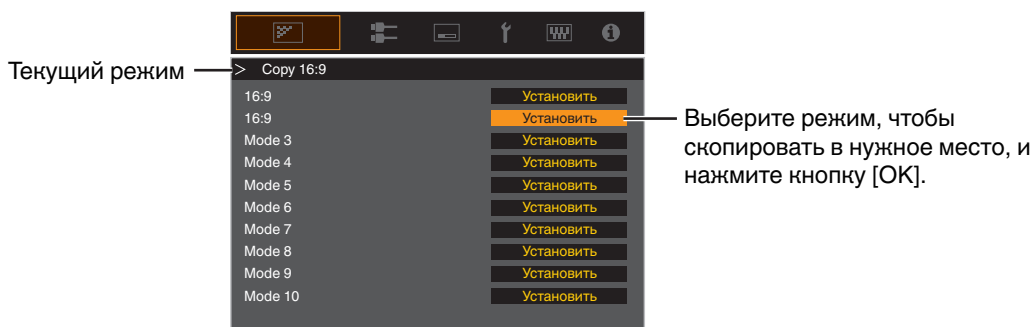 Текущий режим
> Copy 16:9
16:9 Установить
16:9 Установить
Mode 3 Установить
Mode 4 Установить
Mode 5 Установить
Mode 6 Установить
Mode 7 Установить
Mode 8 Установить
Mode 9 Установить
Mode 10 Установить
Выберите режим, чтобы
скопировать в нужное место, и
нажмите кнопку [OK].